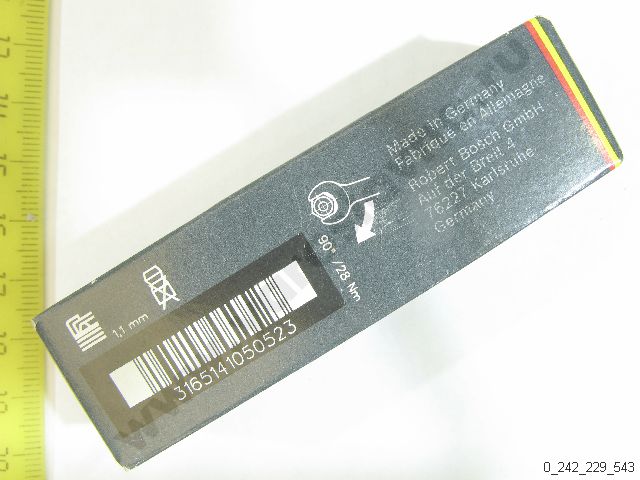 Made in Germany
Fabrique en Allemagne
Robert Bosch GmbH
Auf der Breit 4
76227 Karlsruhe
Germany
90° / 28 Nm
1,1 mm
3165141050523
0_242_229_543